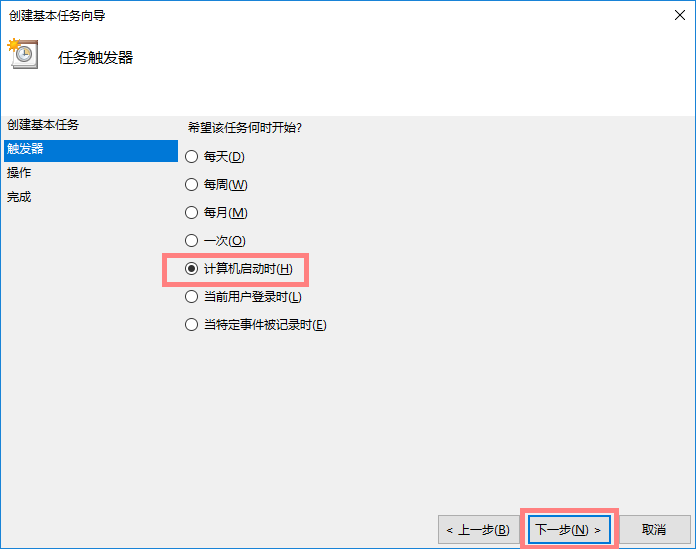 创建基本任务向导
任务触发器
创建基本任务
触发器
操作
完成
希望该任务何时开始?
每天(D)
每周(W)
每月(M)
一次(O)
计算机启动时(H)
当前用户登录时(L)
当特定事件被记录时(E)
< 上一步(B)
下一步(N) >
取消